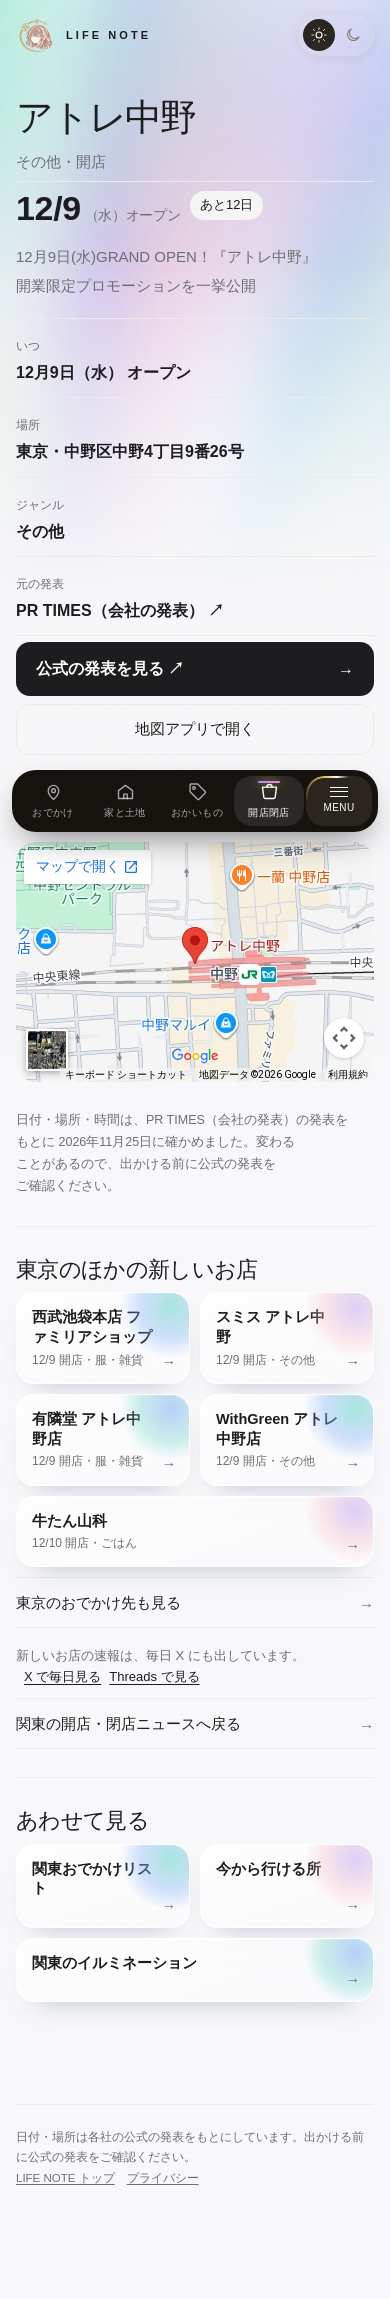 LIFE NOTE
アトレ中野
その他・開店
12/9 （水）オープン あと12日
12月9日(水)GRAND OPEN！『アトレ中野』
開業限定プロモーションを一挙公開
いつ
12月9日（水） オープン
場所
東京・中野区中野4丁目9番26号
ジャンル
その他
元の発表
PR TIMES（会社の発表） ↗
公式の発表を見る ↗ →
地図アプリで開く
おでかけ 家と土地 おかいもの 開店閉店 MENU
マップで開く
三番街
一蘭 中野店
中野セントラル
パーク
ク
店
アトレ中野
中央東線
中野 JR
中央
中野マルイ
ファミリ
Google
キーボード ショートカット 地図データ ©2026 Google 利用規約
日付・場所・時間は、PR TIMES（会社の発表）の発表を
もとに 2026年11月25日に確かめました。変わる
ことがあるので、出かける前に公式の発表を
ご確認ください。
東京のほかの新しいお店
西武池袋本店 フ
ァミリアショップ
12/9 開店・服・雑貨 →
スミス アトレ中
野
12/9 開店・その他 →
有隣堂 アトレ中
野店
12/9 開店・服・雑貨 →
WithGreen アトレ
中野店
12/9 開店・その他 →
牛たん山科
12/10 開店・ごはん →
東京のおでかけ先も見る →
新しいお店の速報は、毎日 X にも出しています。
X で毎日見る Threads で見る
関東の開店・閉店ニュースへ戻る →
あわせて見る
関東おでかけリス
ト →
今から行ける所 →
関東のイルミネーション →
日付・場所は各社の公式の発表をもとにしています。出かける前
に公式の発表をご確認ください。
LIFE NOTE トップ プライバシー